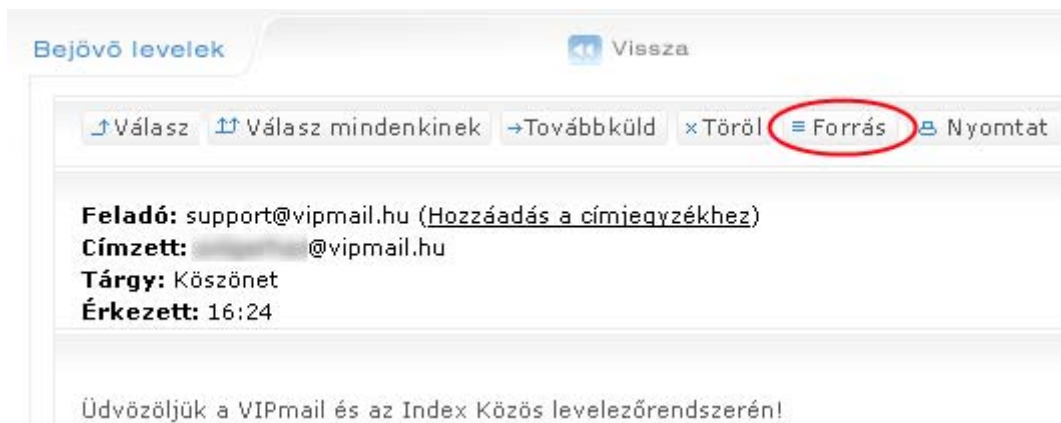 Bejövő levelek Vissza
Válasz Válasz mindenkinek Továbbküld Töröl Forrás Nyomtat
Feladó: support@vipmail.hu (Hozzáadás a címjegyzékhez)
Címzett: @vipmail.hu
Tárgy: Köszönet
Érkezett: 16:24
Üdvözöljük a VIPmail és az Index Közös levelezőrendszerén!